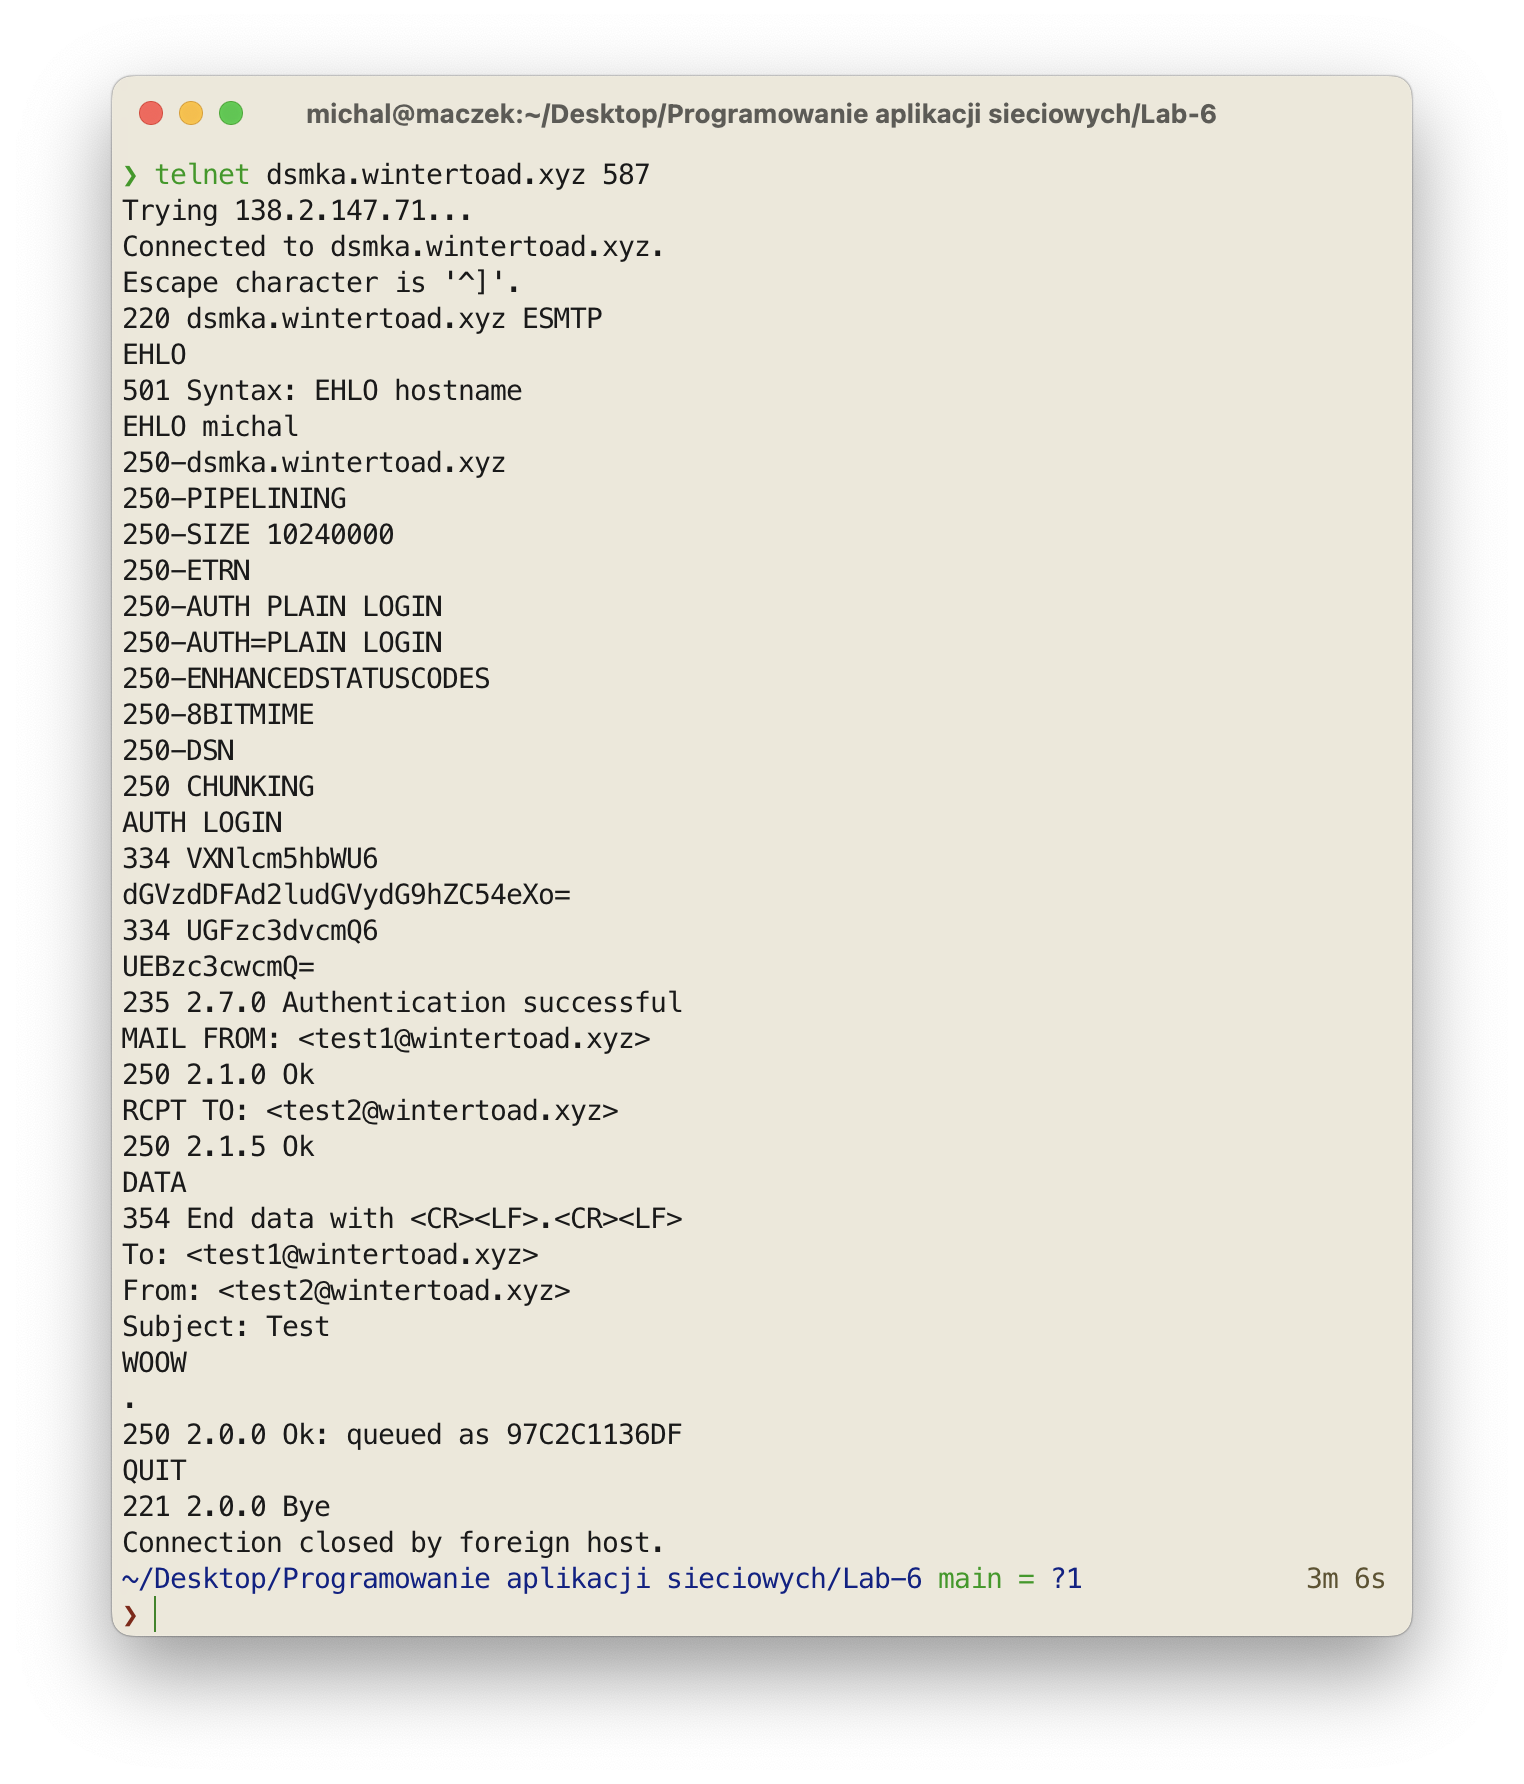 michal@maczek:~/Desktop/Programowanie aplikacji sieciowych/Lab-6
❯ telnet dsmka.wintertoad.xyz 587
Trying 138.2.147.71...
Connected to dsmka.wintertoad.xyz.
Escape character is '^]'.
220 dsmka.wintertoad.xyz ESMTP
EHLO
501 Syntax: EHLO hostname
EHLO michal
250-dsmka.wintertoad.xyz
250-PIPELINING
250-SIZE 10240000
250-ETRN
250-AUTH PLAIN LOGIN
250-AUTH=PLAIN LOGIN
250-ENHANCEDSTATUSCODES
250-8BITMIME
250-DSN
250 CHUNKING
AUTH LOGIN
334 VXNlcm5hbWU6
dGVzdDFAd2ludGVydG9hZC54eXo=
334 UGFzc3dvcmQ6
UEBzc3cwcmQ=
235 2.7.0 Authentication successful
MAIL FROM: <test1@wintertoad.xyz>
250 2.1.0 Ok
RCPT TO: <test2@wintertoad.xyz>
250 2.1.5 Ok
DATA
354 End data with <CR><LF>.<CR><LF>
To: <test1@wintertoad.xyz>
From: <test2@wintertoad.xyz>
Subject: Test
WOOW
.
250 2.0.0 Ok: queued as 97C2C1136DF
QUIT
221 2.0.0 Bye
Connection closed by foreign host.
~/Desktop/Programowanie aplikacji sieciowych/Lab-6 main = ?1 3m 6s
❯